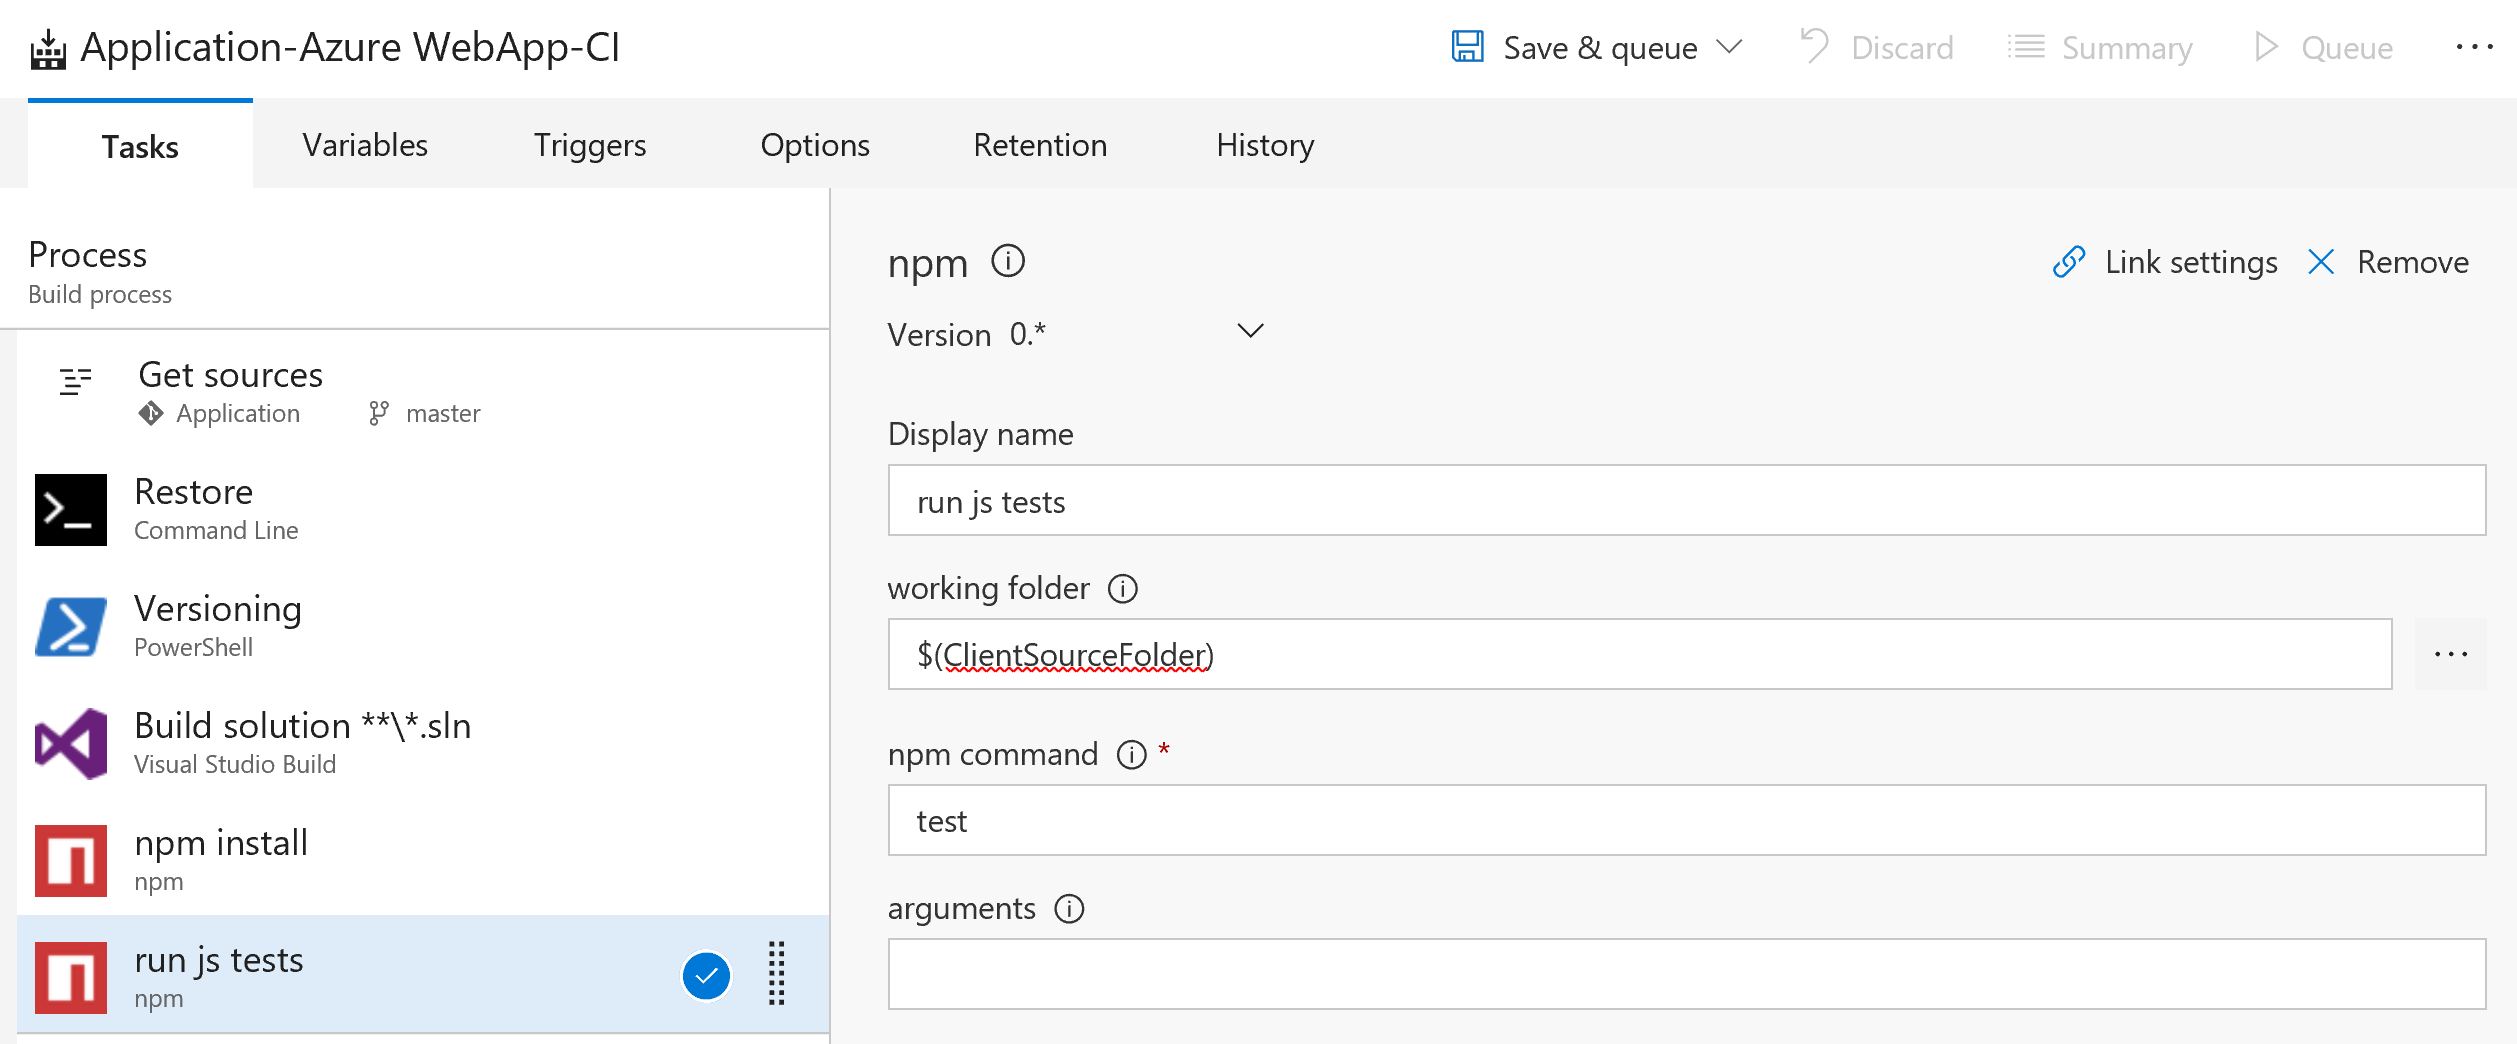 Application-Azure WebApp-CI
Save & queue
Discard
Summary
Queue
Tasks
Variables
Triggers
Options
Retention
History
Process
Build process
Get sources
Application
master
Restore
Command Line
Versioning
PowerShell
Build solution **\*.sln
Visual Studio Build
npm install
npm
run js tests
npm
npm
Link settings
Remove
Version 0.*
Display name
run js tests
working folder
$(ClientSourceFolder)
npm command *
test
arguments